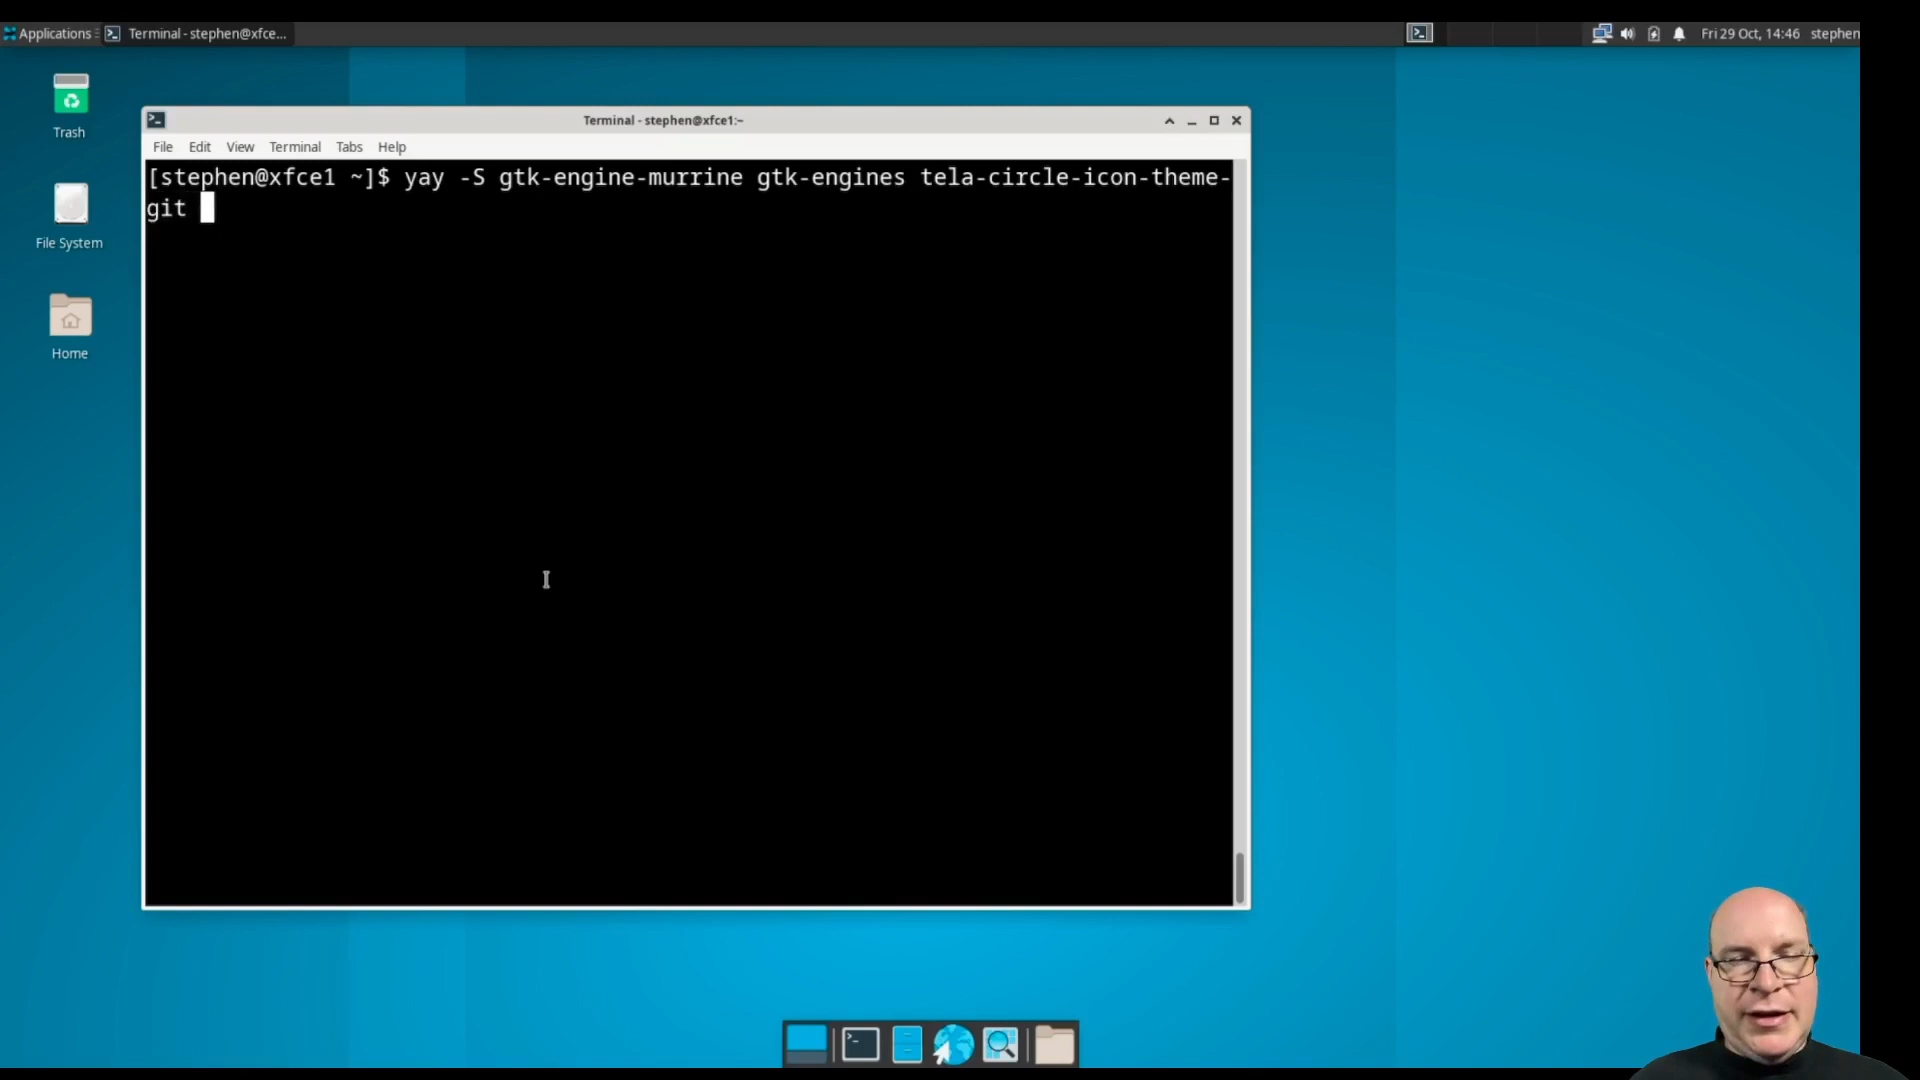 Applications
Terminal - stephen@xfce...
Fri 29 Oct, 14:46
stephen
Trash
File System
Home
Terminal - stephen@xfce1:~
File Edit View Terminal Tabs Help
[stephen@xfce1 ~]$ yay -S gtk-engine-murrine gtk-engines tela-circle-icon-theme-
git